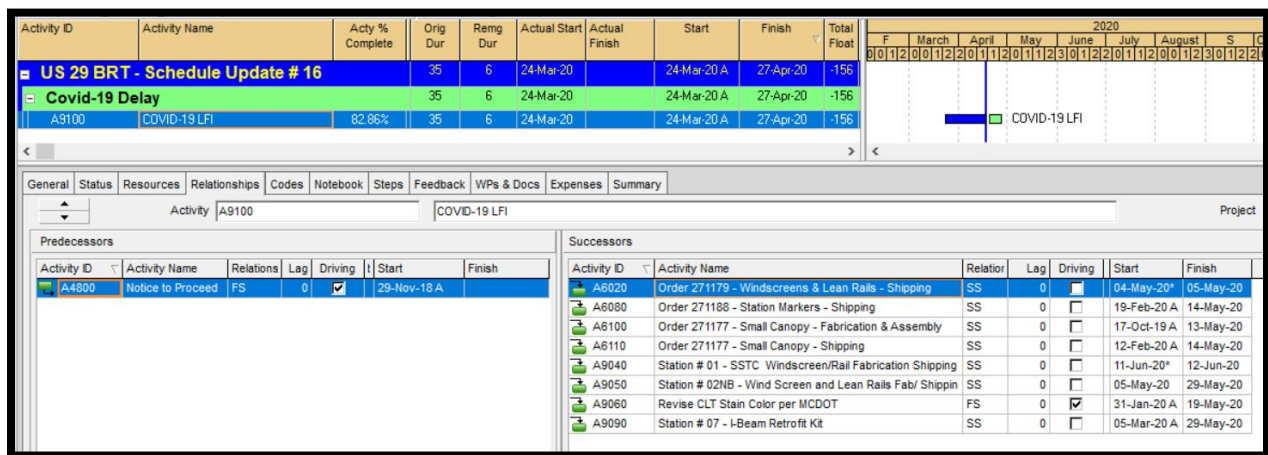 Activity ID Activity Name Acty % Complete Orig Dur Remg Dur Actual Start Actual Finish Start Finish Total Float
2020
F March April May June July August S
US 29 BRT - Schedule Update # 16 35 6 24-Mar-20 24-Mar-20 A 27-Apr-20 -156
Covid-19 Delay 35 6 24-Mar-20 24-Mar-20 A 27-Apr-20 -156
A9100 COVID-19 LFI 82.86% 35 6 24-Mar-20 24-Mar-20 A 27-Apr-20 -156 COVID-19 LFI
General Status Resources Relationships Codes Notebook Steps Feedback WPs & Docs Expenses Summary
Activity A9100 COVID-19 LFI Project
Predecessors
Activity ID Activity Name Relations Lag Driving t Start Finish
A4800 Notice to Proceed FS 0 29-Nov-18 A
Successors
Activity ID Activity Name Relatior Lag Driving Start Finish
A6020 Order 271179 - Windscreens & Lean Rails - Shipping SS 0 04-May-20* 05-May-20
A6080 Order 271188 - Station Markers - Shipping SS 0 19-Feb-20 A 14-May-20
A6100 Order 271177 - Small Canopy - Fabrication & Assembly SS 0 17-Oct-19 A 13-May-20
A6110 Order 271177 - Small Canopy - Shipping SS 0 12-Feb-20 A 14-May-20
A9040 Station # 01 - SSTC Windscreen/Rail Fabrication Shipping SS 0 11-Jun-20* 12-Jun-20
A9050 Station # 02NB - Wind Screen and Lean Rails Fab/ Shippin SS 0 05-May-20 29-May-20
A9060 Revise CLT Stain Color per MCDOT FS 0 31-Jan-20 A 19-May-20
A9090 Station # 07 - I-Beam Retrofit Kit SS 0 05-Mar-20 A 29-May-20